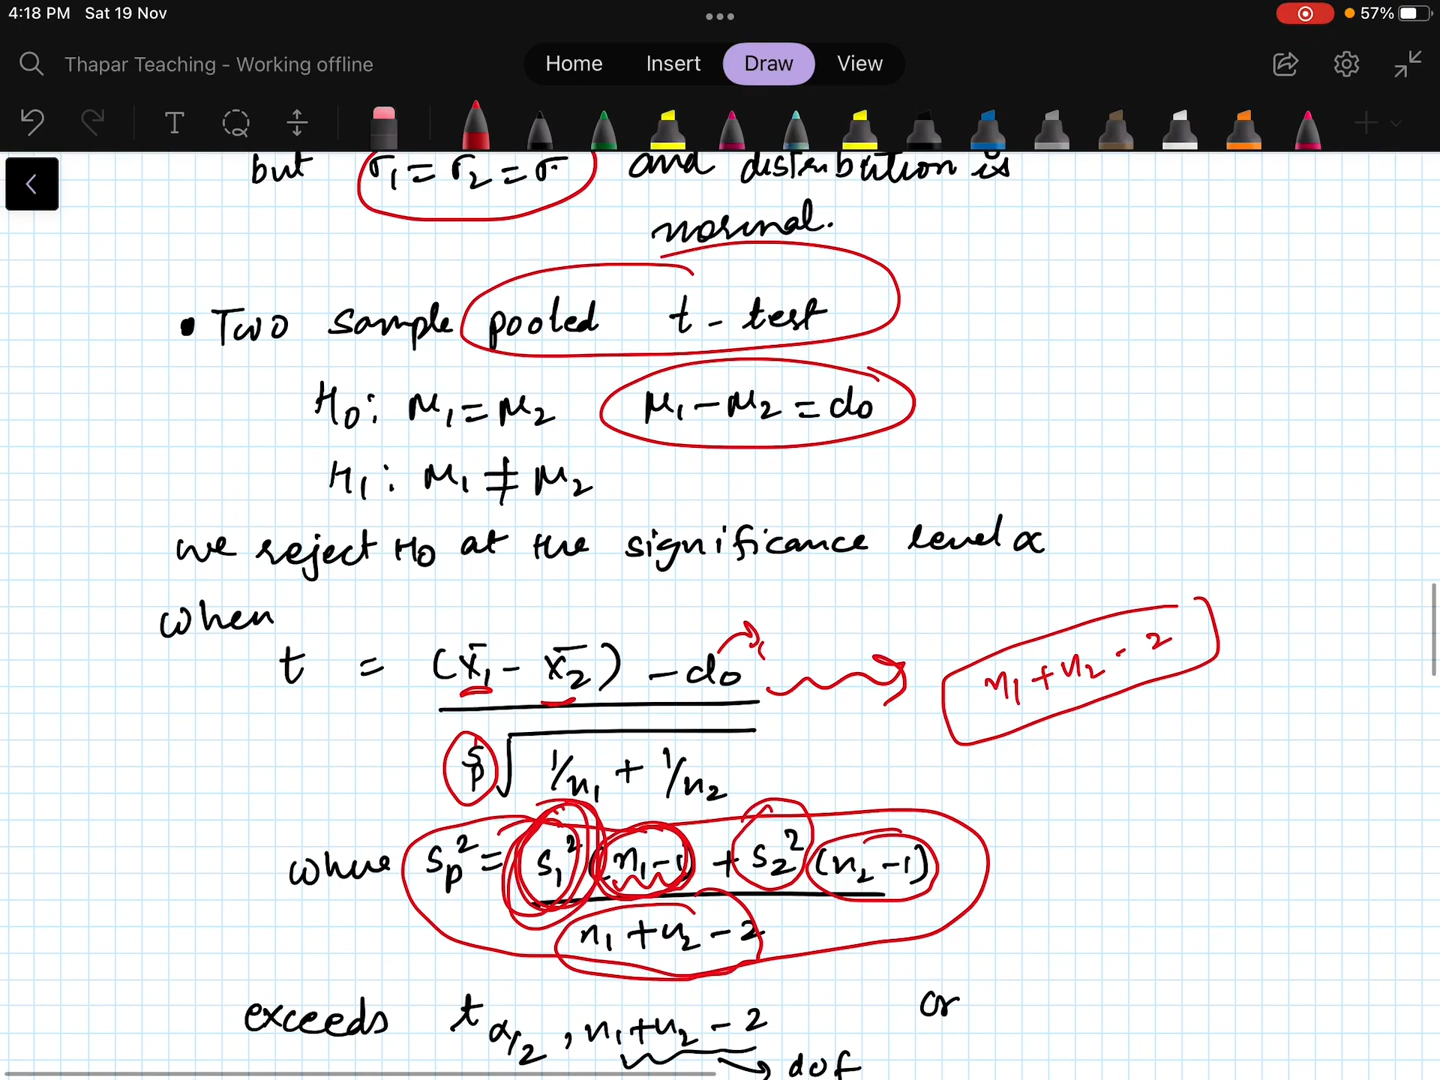 4:18 PM Sat 19 Nov
57%
Thapar Teaching - Working offline
Home Insert Draw View
T
but σ1 = σ2 = σ and distribution is
normal.
• Two sample pooled t - test
H0: μ1 = μ2 μ1 - μ2 = d0
H1: μ1 ≠ μ2
we reject H0 at the significance level α
when
t = (x̄1 - x̄2) - d0
n1 + n2 - 2
Sp √ 1/n1 + 1/n2
where Sp² = S1² (n1-1) + S2² (n2-1)
n1 + n2 - 2
exceeds t α/2, n1+n2-2 or
dof